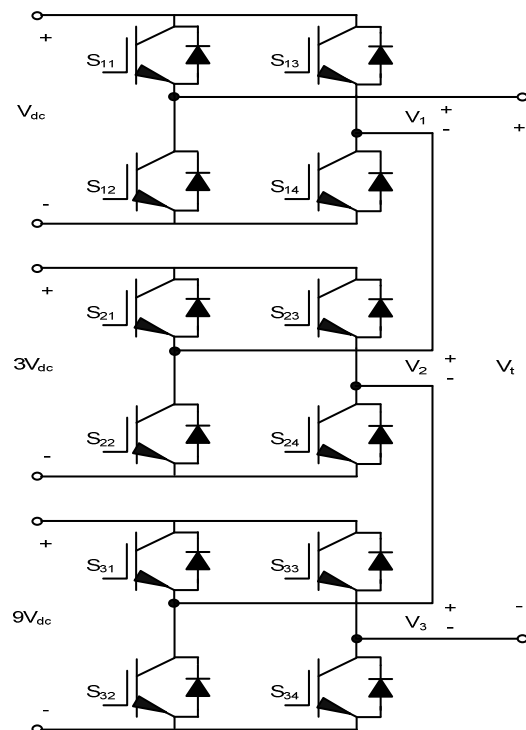 +
S11
S13
Vdc
V1
+
-
+
S12
S14
-
+
S21
S23
3Vdc
V2
+
-
Vt
S22
S24
-
+
S31
S33
9Vdc
V3
+
-
-
S32
S34
-